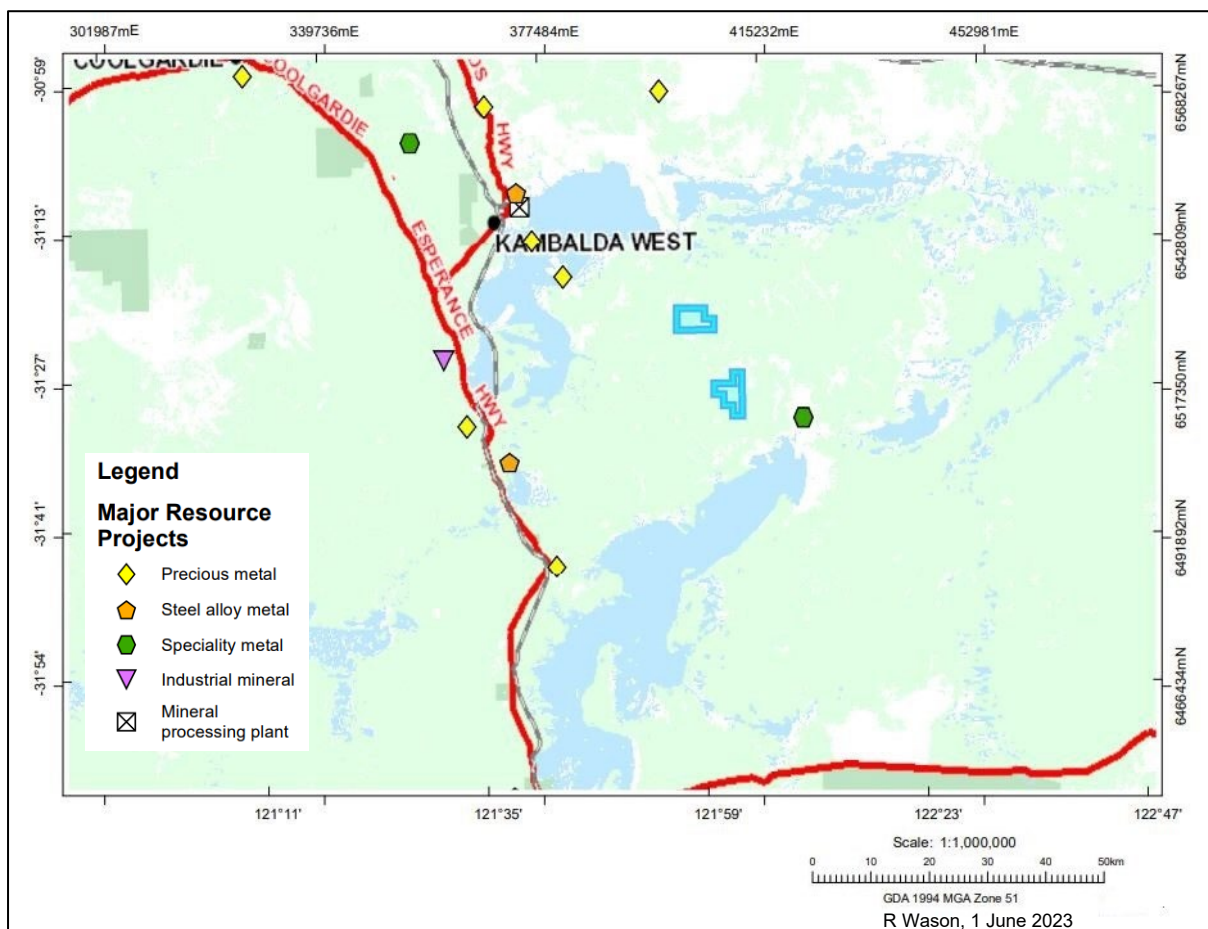 301987mE 339736mE 377484mE 415232mE 452981mE
COOLGARDIE
-30°59'
6568267mN
COOLGARDIE
OS
HWY
-31°13'
6542809mN
KAMBALDA WEST
ESPERANCE
-31°27'
6517350mN
HWY
Legend
Major Resource
Projects
Precious metal
Steel alloy metal
Speciality metal
Industrial mineral
Mineral
processing plant
-31°41'
6491892mN
-31°54'
6466434mN
121°11' 121°35' 121°59' 122°23' 122°47'
Scale: 1:1,000,000
0 10 20 30 40 50km
GDA 1994 MGA Zone 51
R Wason, 1 June 2023